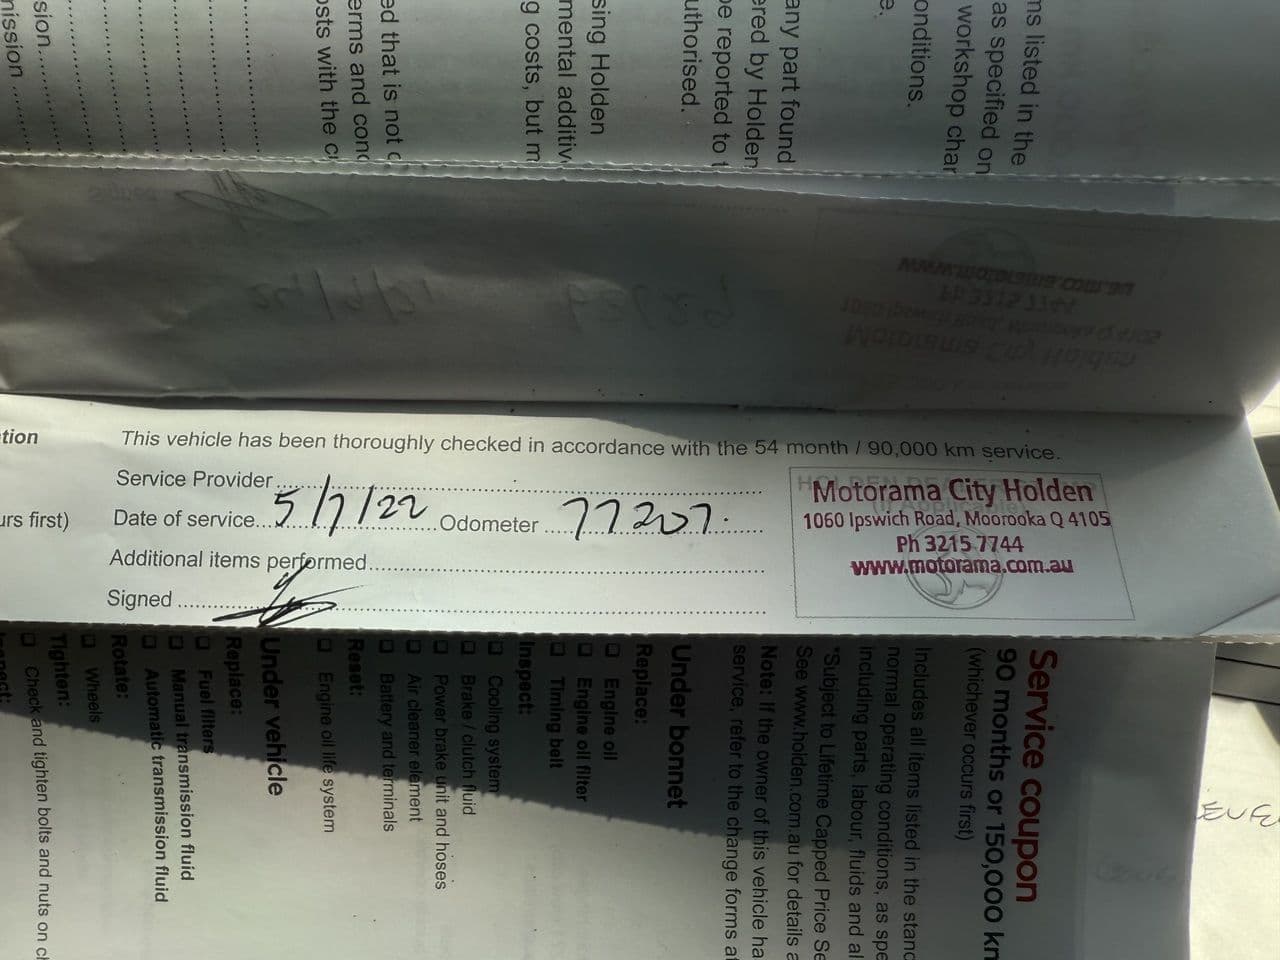 This vehicle has been thoroughly checked in accordance with the 54 month / 90,000 km service.
Service Provider
Date of service 5/7/22 Odometer 77207
Additional items performed
Signed
Motorama City Holden
1060 Ipswich Road, Moorooka Q 4105
Ph 3215 7744
www.motorama.com.au
urs first)
ns listed in the
as specified on
workshop char
onditions.
e.
any part found
ered by Holden
be reported to
uthorised.
sing Holden
mental additiv
g costs, but m
ed that is not
erms and cond
osts with the
sion
mission
Service coupon
90 months or 150,000 km
(whichever occurs first)
Includes all items listed in the stand
normal operating conditions, as spe
including parts, labour, fluids and al
*Subject to Lifetime Capped Price Se
See www.holden.com.au for details a
Note: If the owner of this vehicle ha
service, refer to the change forms at
Under bonnet
Replace:
Engine oil
Engine oil filter
Timing belt
Inspect:
Cooling system
Brake / clutch fluid
Power brake unit and hoses
Air cleaner element
Battery and terminals
Reset:
Engine oil life system
Under vehicle
Replace:
Fuel filters
Manual transmission fluid
Automatic transmission fluid
Rotate:
Wheels
Tighten:
Check and tighten bolts and nuts on